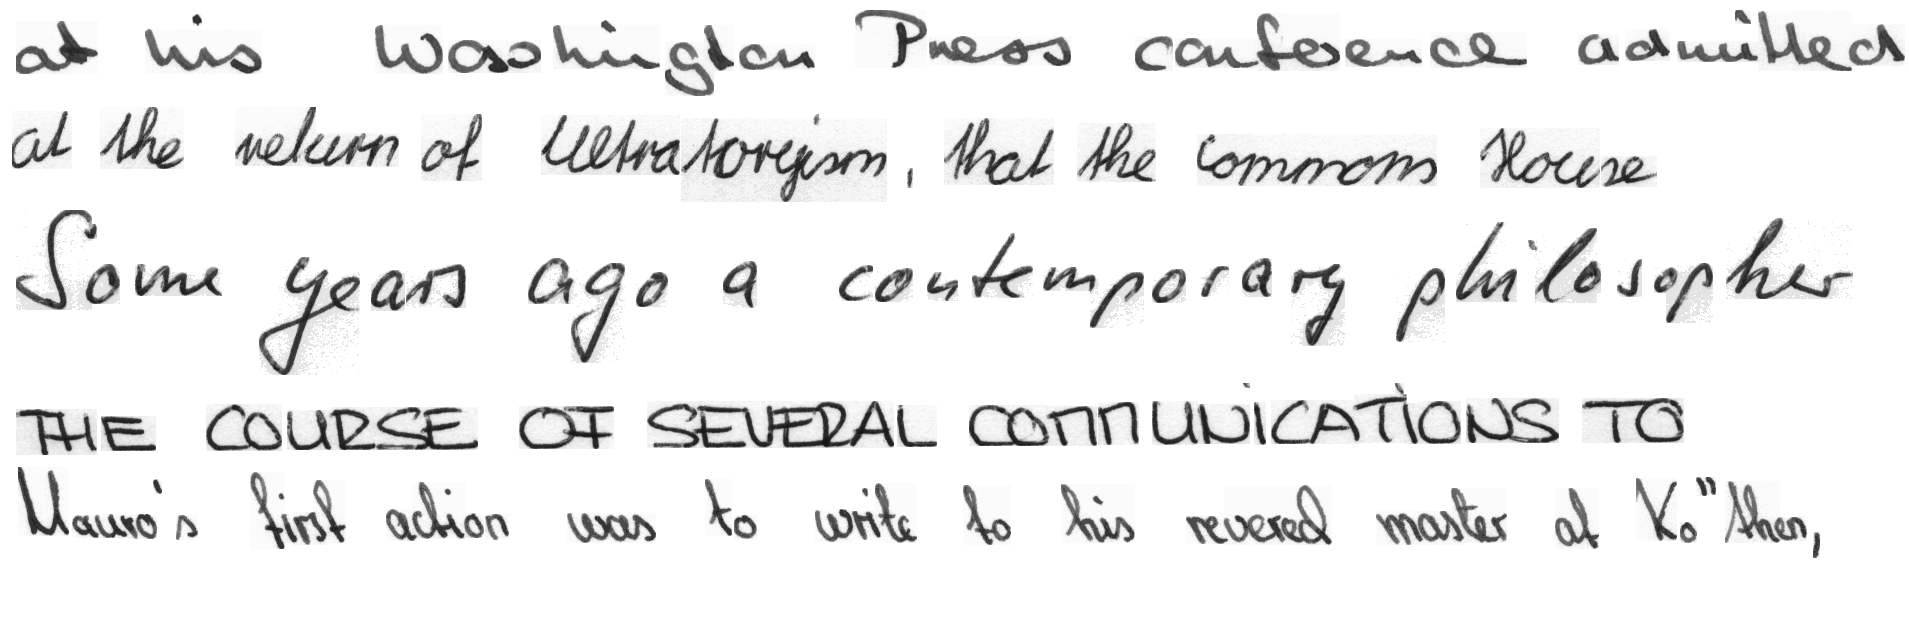 at his Washington Press conference admitted
at the return of Ultratoryism, that the commons House
Some years ago a contemporary philosopher
THE COURSE OF SEVERAL COMMUNICATIONS TO
Mauro's first action was to write to his revered master at Ko"then,